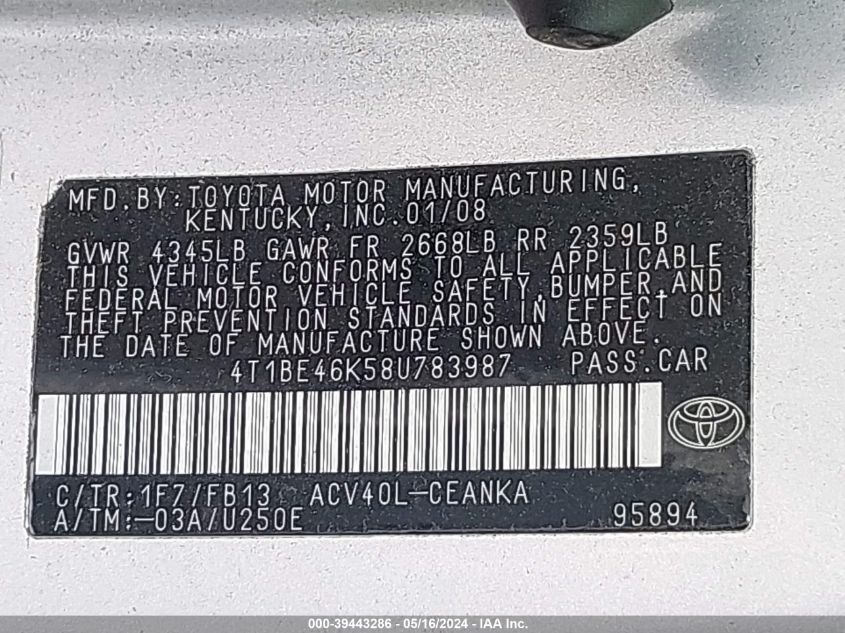 MFD.BY:TOYOTA MOTOR MANUFACTURING,
KENTUCKY,INC.01/08
GVWR 4345LB GAWR FR 2668LB RR 2359LB
THIS VEHICLE CONFORMS TO ALL APPLICABLE
FEDERAL MOTOR VEHICLE SAFETY,BUMPER,AND
THEFT PREVENTION STANDARDS IN EFFECT ON
THE DATE OF MANUFACTURE SHOWN ABOVE.
4T1BE46K58U783987 PASS.CAR
C/TR:1F7/FB13 ACV40L-CEANKA
A/TM:-03A/U250E 95894
000-39443286 - 05/16/2024 - IAA Inc.